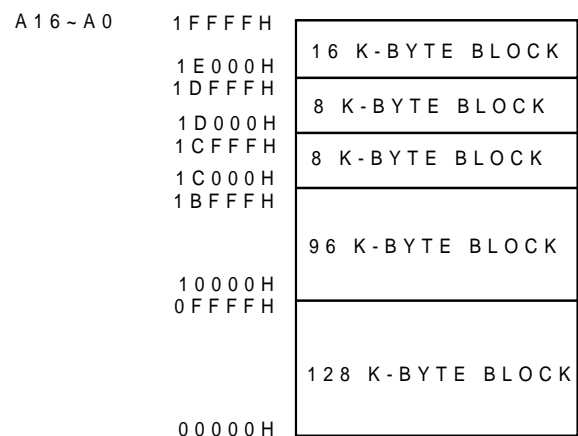 A16~A0 1FFFFH
16 K-BYTE BLOCK
1E000H
1DFFFH
8 K-BYTE BLOCK
1D000H
1CFFFH
8 K-BYTE BLOCK
1C000H
1BFFFH
96 K-BYTE BLOCK
10000H
0FFFFH
128 K-BYTE BLOCK
00000H